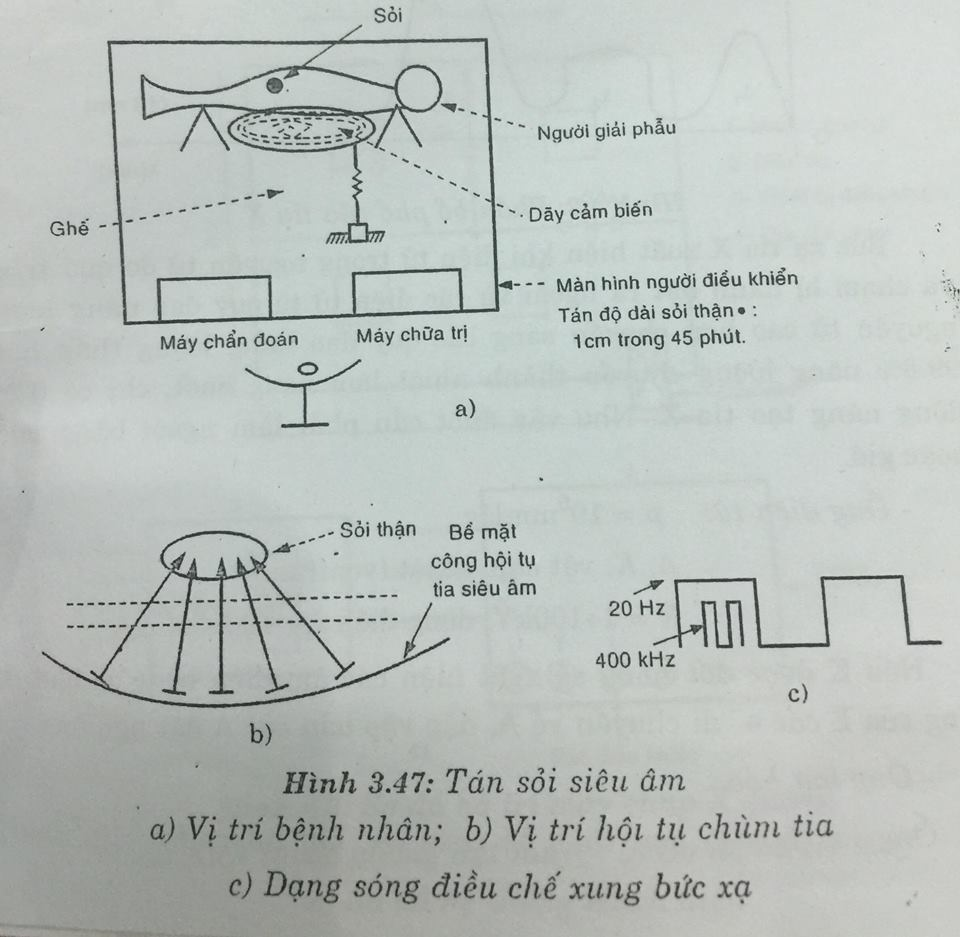 Sỏi
Người giải phẫu
Dãy cảm biến
Ghế
Màn hình người điều khiển
Tán độ dài sỏi thận • :
1cm trong 45 phút.
Máy chẩn đoán
Máy chữa trị
a)
Sỏi thận
Bề mặt
công hội tụ
tia siêu âm
20 Hz
400 kHz
b)
c)
Hình 3.47: Tán sỏi siêu âm
a) Vị trí bệnh nhân; b) Vị trí hội tụ chùm tia
c) Dạng sóng điều chế xung bức xạ